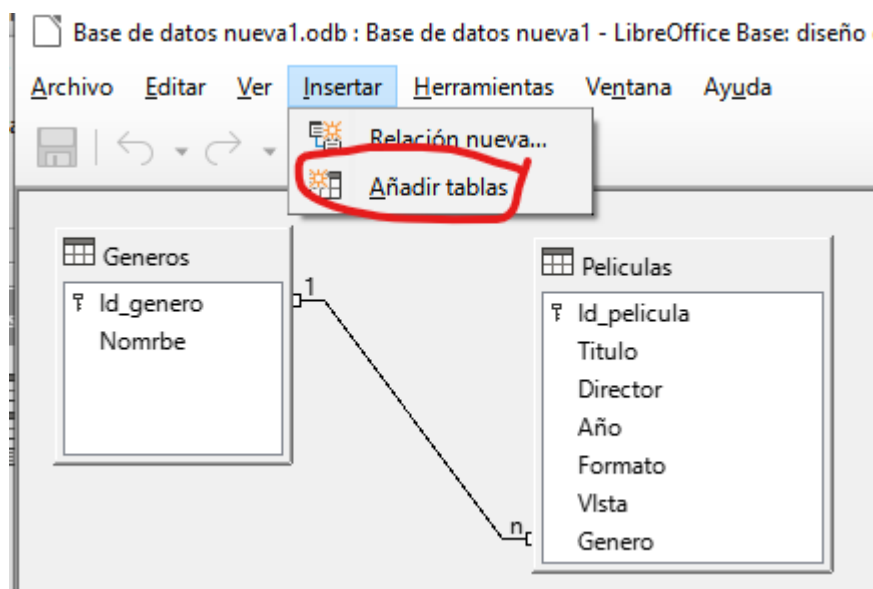 Base de datos nueva1.odb : Base de datos nueva1 - LibreOffice Base: diseño
Archivo Editar Ver Insertar Herramientas Ventana Ayuda
Relación nueva...
Añadir tablas
Generos
Id_genero
Nomrbe
1
n
Peliculas
Id_pelicula
Titulo
Director
Año
Formato
VIsta
Genero